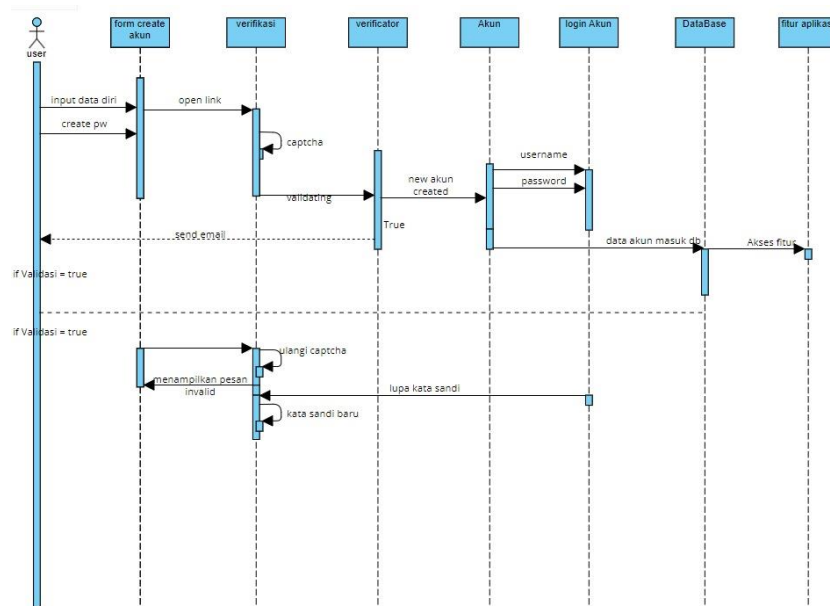 form create
akun
verifikasi
verificator
Akun
login Akun
DataBase
fitur aplikas
user
input data diri
open link
create pw
captcha
username
new akun
created
password
validating
True
send email
data akun masuk db
Akses fitur
if Validasi = true
if Validasi = true
ulangi captcha
menampilkan pesan
invalid
lupa kata sandi
kata sandi baru